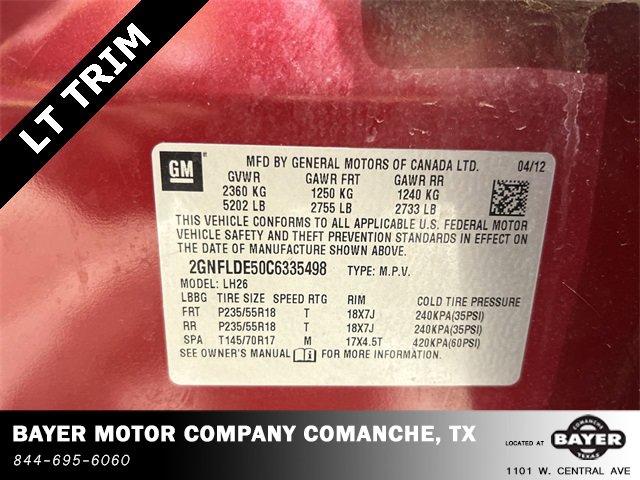 LT TRIM
GM
MFD BY GENERAL MOTORS OF CANADA LTD. 04/12
GVWR GAWR FRT GAWR RR
2360 KG 1250 KG 1240 KG
5202 LB 2755 LB 2733 LB
THIS VEHICLE CONFORMS TO ALL APPLICABLE U.S. FEDERAL MOTOR
VEHICLE SAFETY AND THEFT PREVENTION STANDARDS IN EFFECT ON
THE DATE OF MANUFACTURE SHOWN ABOVE.
2GNFLDE50C6335498 TYPE: M.P.V.
MODEL: LH26
LBBG TIRE SIZE SPEED RTG RIM COLD TIRE PRESSURE
FRT P235/55R18 T 18X7J 240KPA(35PSI)
RR P235/55R18 T 18X7J 240KPA(35PSI)
SPA T145/70R17 M 17X4.5T 420KPA(60PSI)
SEE OWNER'S MANUAL FOR MORE INFORMATION.
BAYER MOTOR COMPANY COMANCHE, TX
844-695-6060
LOCATED AT
COMANCHE
BAYER
TEXAS
1101 W. CENTRAL AVE